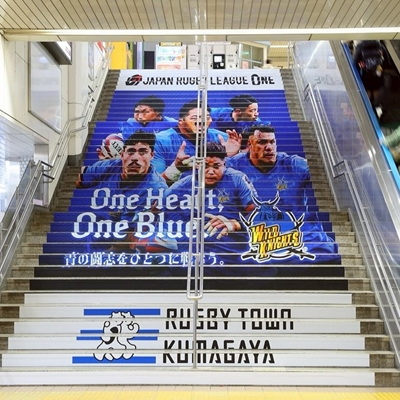 JAPAN RUGBY LEAGUE ONE
One Heart,
One Blue.
WILD
KNIGHTS
青の闘志をひとつに戦おう。
RUGBY TOWN
KUMAGAYA